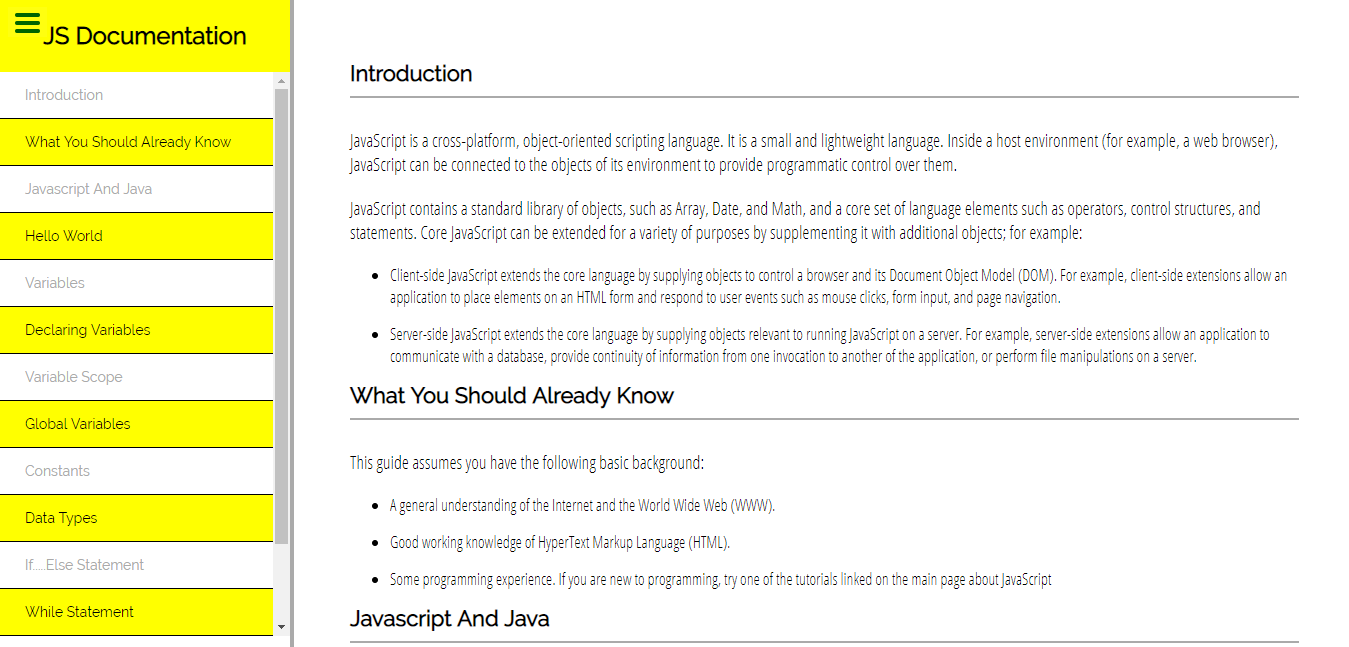 JS Documentation
Introduction
What You Should Already Know
Javascript And Java
Hello World
Variables
Declaring Variables
Variable Scope
Global Variables
Constants
Data Types
If....Else Statement
While Statement
Introduction
JavaScript is a cross-platform, object-oriented scripting language. It is a small and lightweight language. Inside a host environment (for example, a web browser),
JavaScript can be connected to the objects of its environment to provide programmatic control over them.
JavaScript contains a standard library of objects, such as Array, Date, and Math, and a core set of language elements such as operators, control structures, and
statements. Core JavaScript can be extended for a variety of purposes by supplementing it with additional objects; for example:
• Client-side JavaScript extends the core language by supplying objects to control a browser and its Document Object Model (DOM). For example, client-side extensions allow an
application to place elements on an HTML form and respond to user events such as mouse clicks, form input, and page navigation.
• Server-side JavaScript extends the core language by supplying objects relevant to running JavaScript on a server. For example, server-side extensions allow an application to
communicate with a database, provide continuity of information from one invocation to another of the application, or perform file manipulations on a server.
What You Should Already Know
This guide assumes you have the following basic background:
• A general understanding of the Internet and the World Wide Web (WWW).
• Good working knowledge of HyperText Markup Language (HTML).
• Some programming experience. If you are new to programming, try one of the tutorials linked on the main page about JavaScript
Javascript And Java